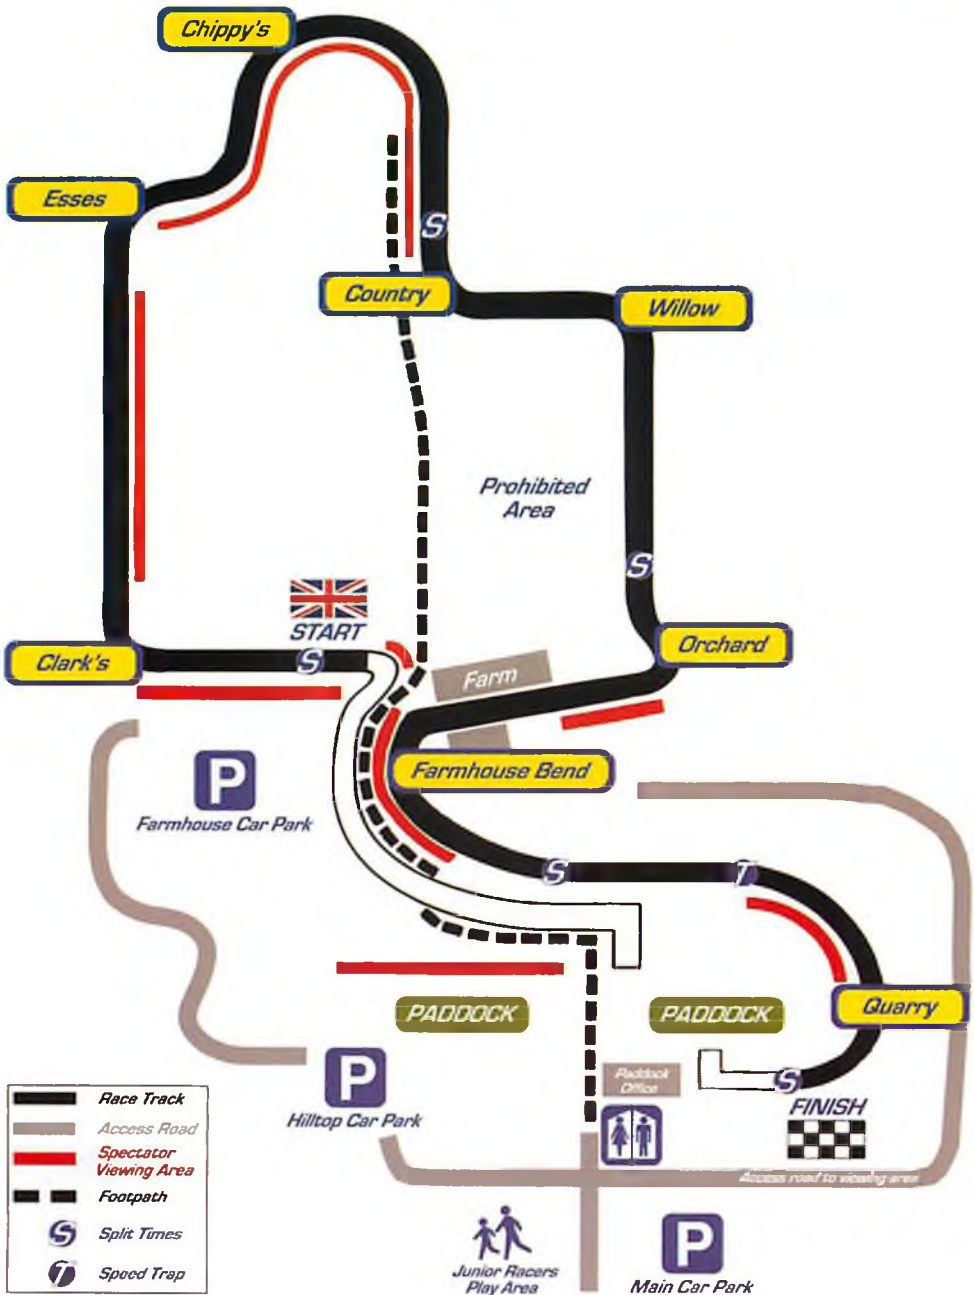 Chippy's
Esses
S
Country
Willow
Prohibited
Area
S
START
S
Clark's
Orchard
Farm
Farmhouse Bend
P
Farmhouse Car Park
S
T
PADDOCK
PADDOCK
Quarry
P
Hilltop Car Park
Paddock
Office
S
FINISH
Access road to viewing area
Race Track
Access Road
Spectator
Viewing Area
Footpath
S
Split Times
T
Speed Trap
Junior Racers
Play Area
P
Main Car Park